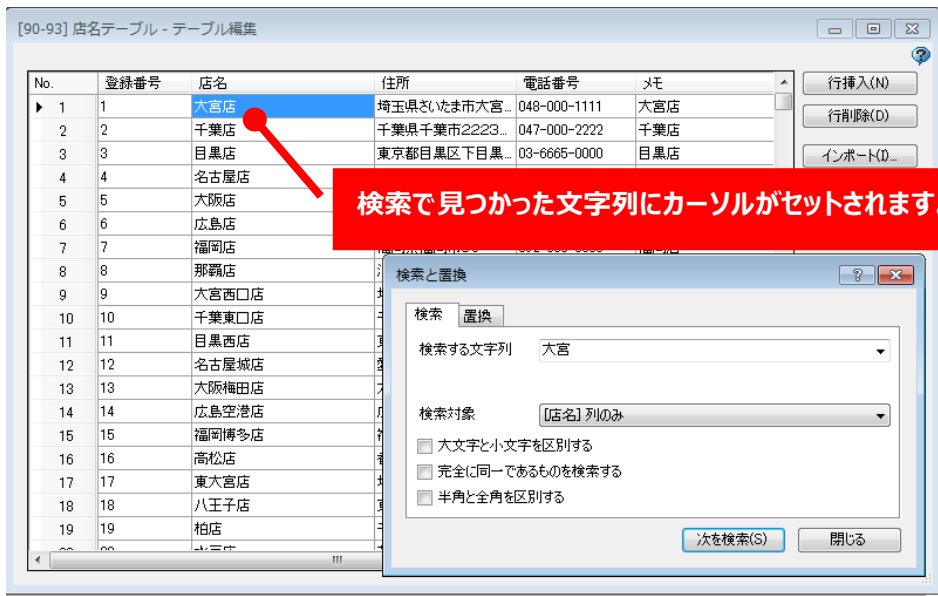 [90-93] 店名テーブル - テーブル編集
No. 登録番号 店名 住所 電話番号 メモ
行挿入(N)
1 1 大宮店 埼玉県さいたま市大宮... 048-000-1111 大宮店
行削除(D)
2 2 千葉店 千葉県千葉市2223... 047-000-2222 千葉店
3 3 目黒店 東京都目黒区下目黒... 03-6665-0000 目黒店
インポート(I)...
4 4 名古屋店
5 5 大阪店
検索で見つかった文字列にカーソルがセットされます。
6 6 広島店
7 7 福岡店
8 8 那覇店
9 9 大宮西口店
10 10 千葉東口店
11 11 目黒西店
12 12 名古屋城店
13 13 大阪梅田店
14 14 広島空港店
15 15 福岡博多店
16 16 高松店
17 17 東大宮店
18 18 八王子店
19 19 柏店
検索と置換
検索 置換
検索する文字列 大宮
検索対象 [店名] 列のみ
大文字と小文字を区別する
完全に同一であるものを検索する
半角と全角を区別する
次を検索(S) 閉じる